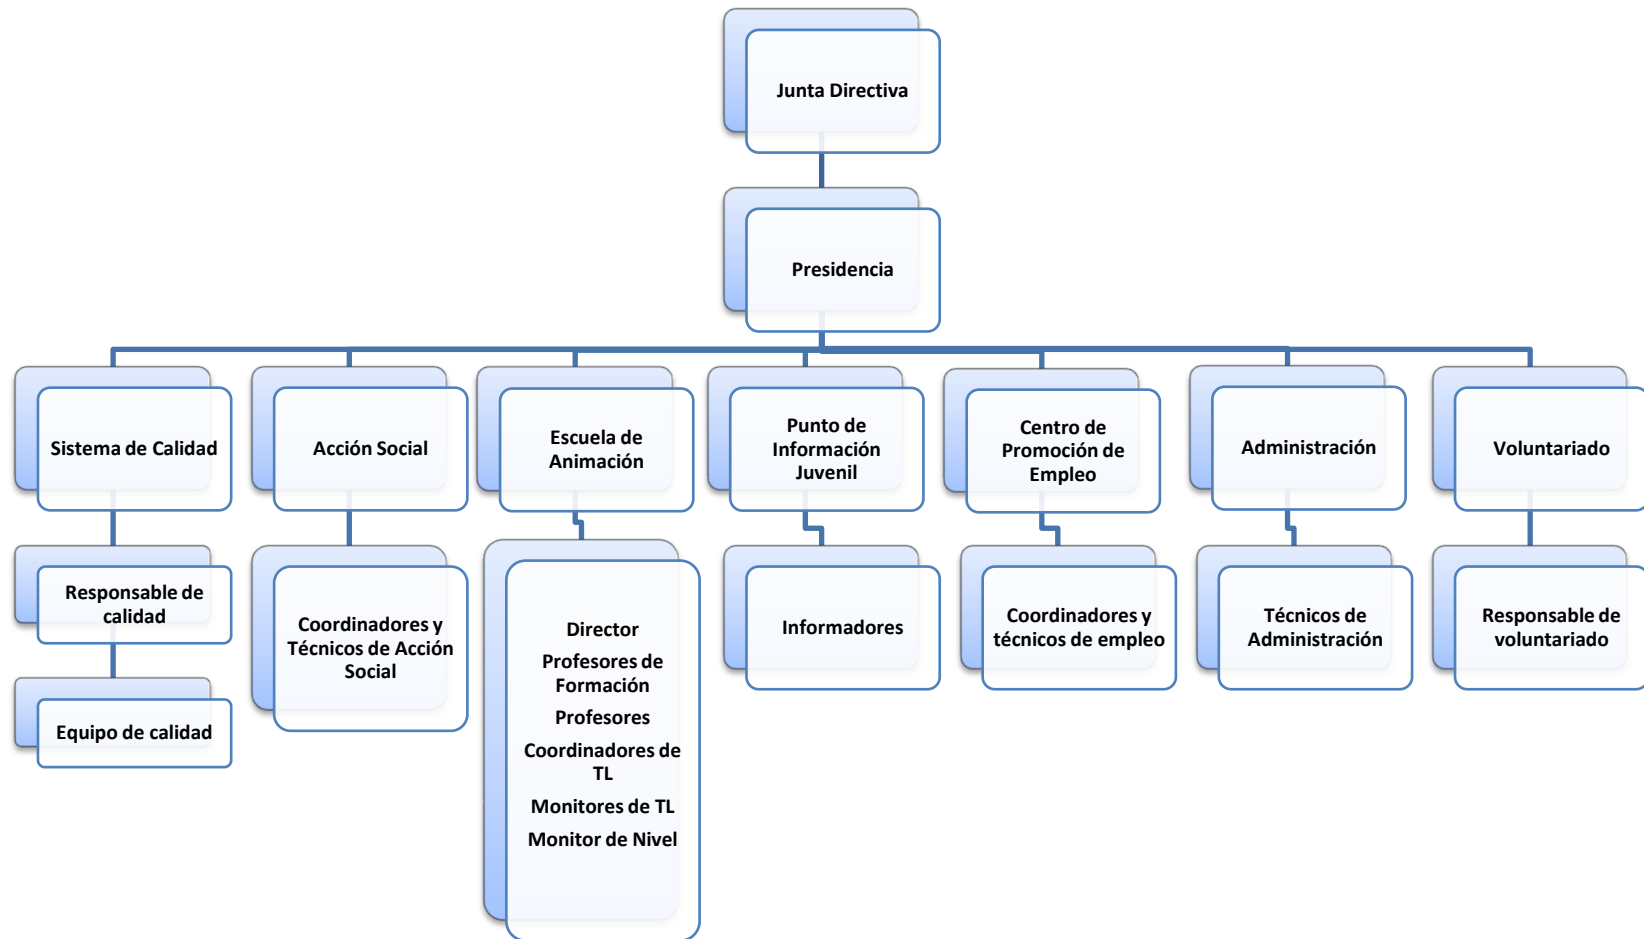 Junta Directiva
Presidencia
Sistema de Calidad
Acción Social
Escuela de
Animación
Punto de
Información
Juvenil
Centro de
Promoción de
Empleo
Administración
Voluntariado
Responsable de
calidad
Coordinadores y
Técnicos de Acción
Social
Director
Profesores de
Formación
Profesores
Coordinadores de
TL
Monitores de TL
Monitor de Nivel
Informadores
Coordinadores y
técnicos de empleo
Técnicos de
Administración
Responsable de
voluntariado
Equipo de calidad